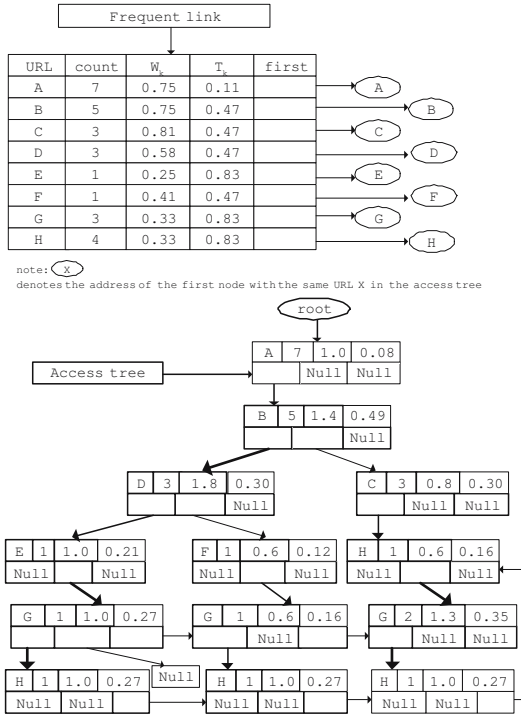 Frequent link
URL count Wk Tk first
A 7 0.75 0.11 A
B 5 0.75 0.47 B
C 3 0.81 0.47 C
D 3 0.58 0.47 D
E 1 0.25 0.83 E
F 1 0.41 0.47 F
G 3 0.33 0.83 G
H 4 0.33 0.83 H
note: X
denotes the address of the first node with the same URL X in the access tree
root
A 7 1.0 0.08
Access tree
Null Null
B 5 1.4 0.49
Null
D 3 1.8 0.30 C 3 0.8 0.30
Null Null Null
E 1 1.0 0.21 F 1 0.6 0.12 H 1 0.6 0.16
Null Null Null Null Null Null
G 1 1.0 0.27 G 1 0.6 0.16 G 2 1.3 0.35
Null Null Null
Null
H 1 1.0 0.27 H 1 1.0 0.27 H 1 1.0 0.27
Null Null Null Null Null Null